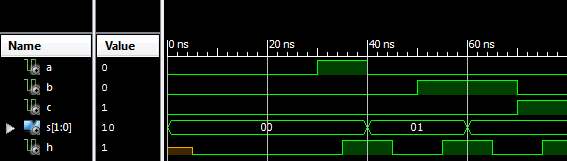 Name Value 0 ns 20 ns 40 ns 60 ns
a 0
b 0
c 1
s[1:0] 10 00 01
h 1